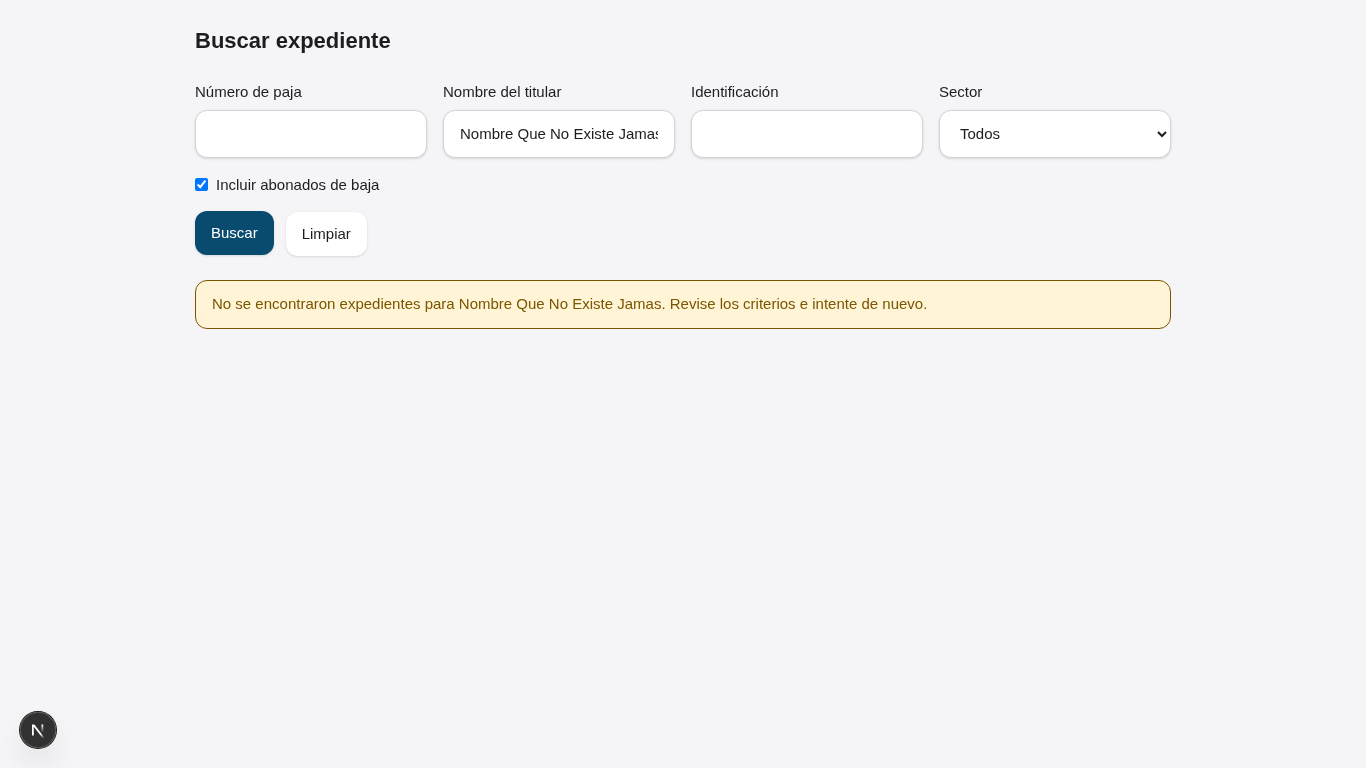 Buscar expediente
Número de paja
Nombre del titular
Identificación
Sector
Nombre Que No Existe Jamas
Todos
Incluir abonados de baja
Buscar
Limpiar
No se encontraron expedientes para Nombre Que No Existe Jamas. Revise los criterios e intente de nuevo.
N